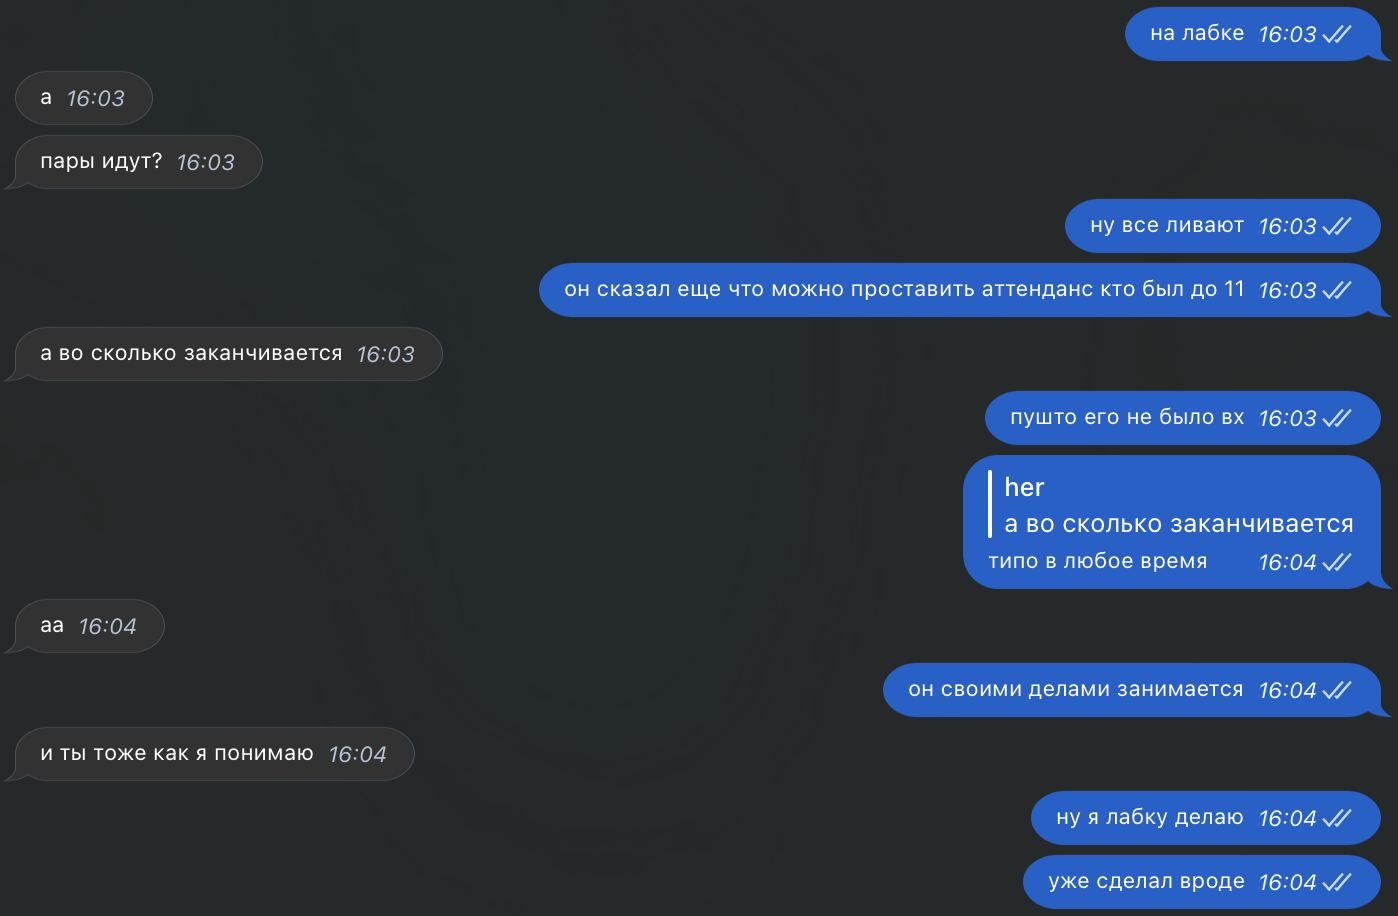 на лабке 16:03
а 16:03
пары идут? 16:03
ну все ливают 16:03
он сказал еще что можно проставить аттенданс кто был до 11 16:03
а во сколько заканчивается 16:03
пушто его не было вх 16:03
her
а во сколько заканчивается
типо в любое время 16:04
аа 16:04
он своими делами занимается 16:04
и ты тоже как я понимаю 16:04
ну я лабку делаю 16:04
уже сделал вроде 16:04